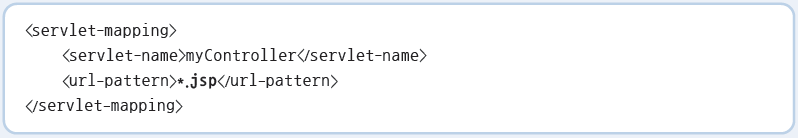 <servlet-mapping>
<servlet-name>myController</servlet-name>
<url-pattern>*.jsp</url-pattern>
</servlet-mapping>